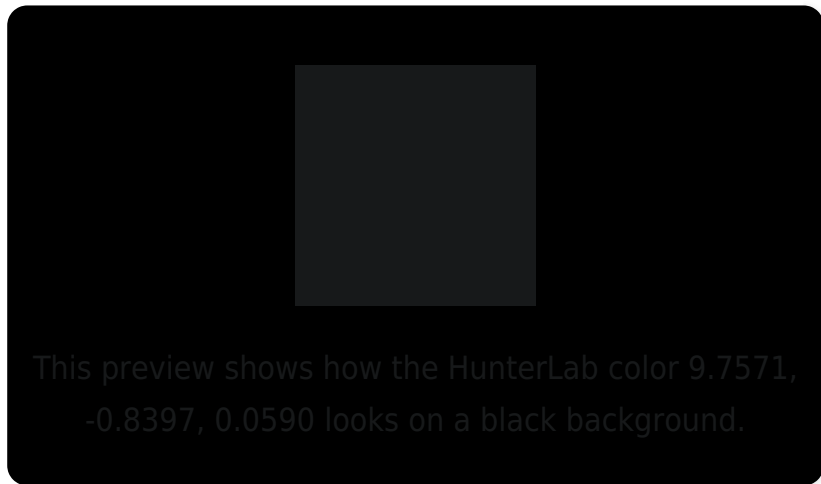 This preview shows how the HunterLab color 9.7571,
-0.8397, 0.0590 looks on a black background.